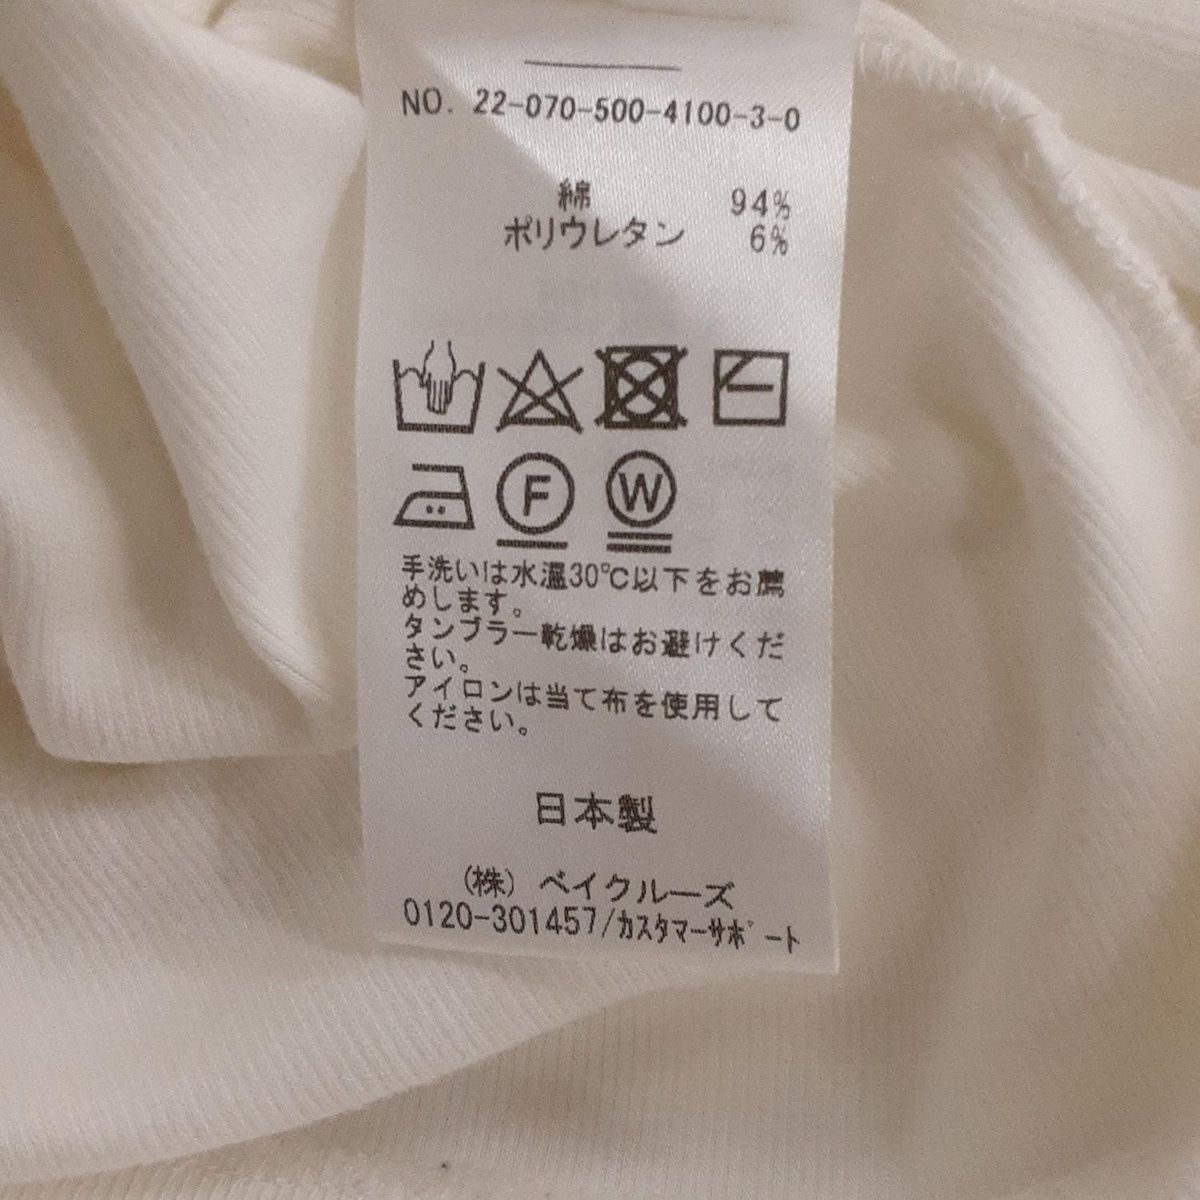 NO. 22-070-500-4100-3-0
綿 94%
ポリウレタン 6%
F W
手洗いは水温30℃以下をお薦
めします。
タンブラー乾燥はお避けくだ
さい。
アイロンは当て布を使用して
ください。
日本製
(株) ベイクルーズ
0120-301457/カスタマーサポート